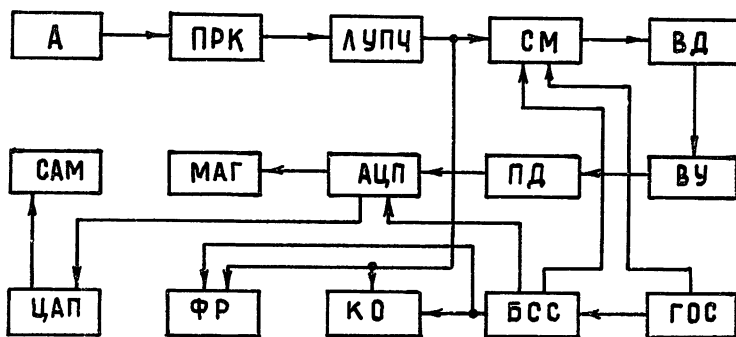 А ПРК ЛУПЧ СМ ВД
САМ МАГ АЦП ПД ВУ
ЦАП ФР КО БСС ГОС